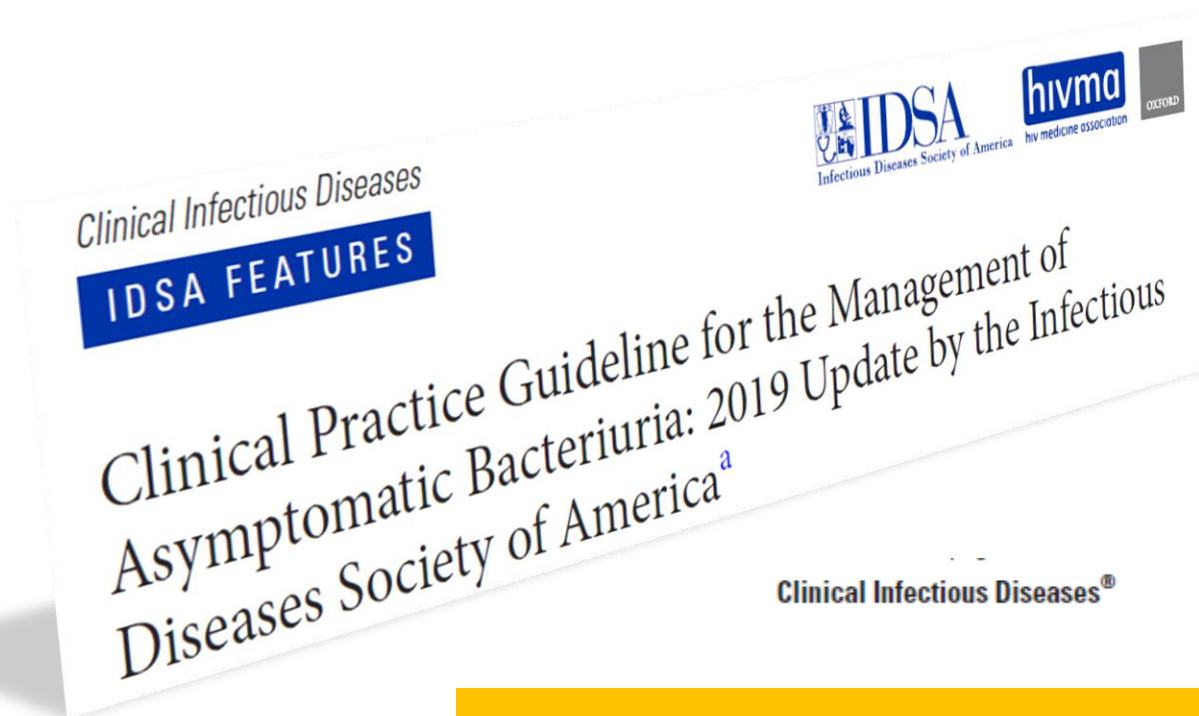 IDSA
Infectious Diseases Society of America
hivma
hiv medicine association
OXFORD
Clinical Infectious Diseases
IDSA FEATURES
Clinical Practice Guideline for the Management of
Asymptomatic Bacteriuria: 2019 Update by the Infectious
Diseases Society of America^a
Clinical Infectious Diseases®